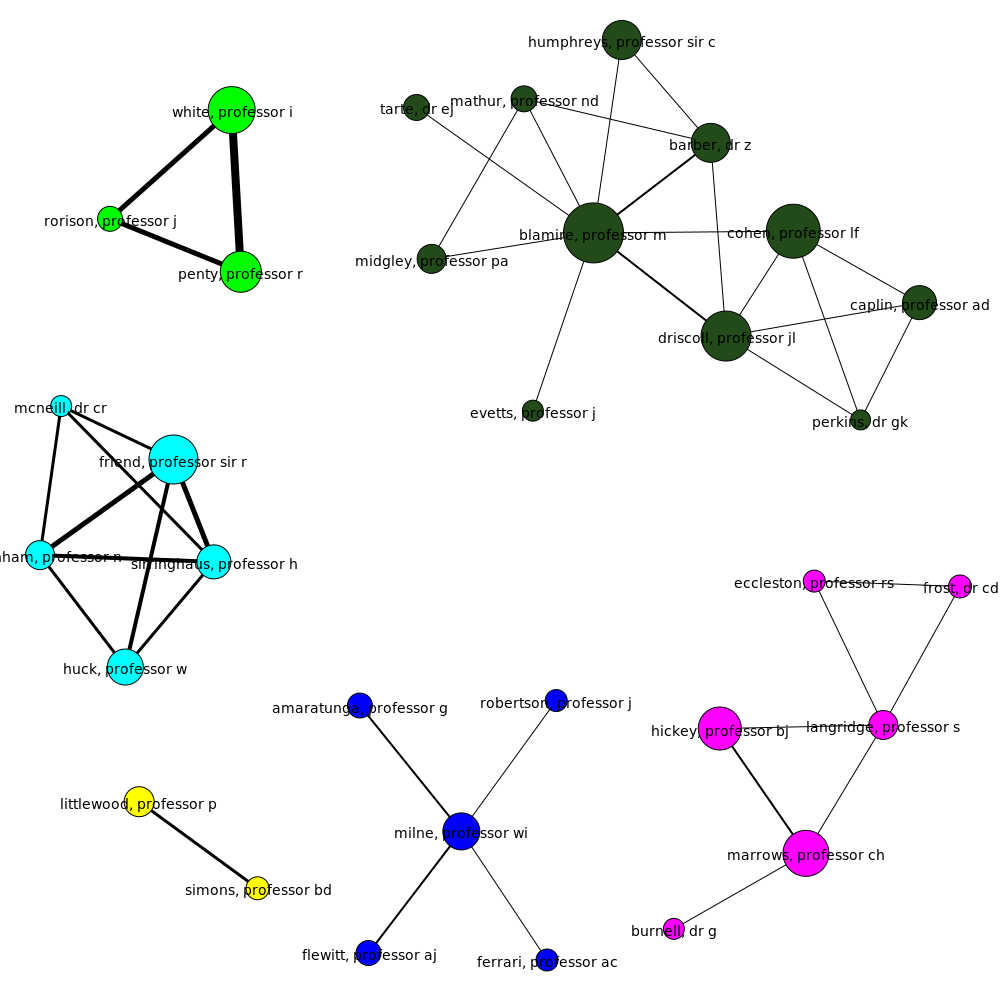 humphreys, professor sir c
mathur, professor nd
tarte, dr ej
white, professor i
barber, dr z
rorison, professor j
blamire, professor m
cohen, professor lf
midgley, professor pa
penty, professor r
caplin, professor ad
driscoll, professor jl
mcneill, dr cr
evetts, professor j
perkins, dr gk
friend, professor sir r
ham, professor n
sirringhaus, professor h
eccleston, professor rs
frost, dr cd
huck, professor w
amaratunga, professor g
robertson, professor j
hickey, professor bj
langridge, professor s
littlewood, professor p
milne, professor wi
marrows, professor ch
simons, professor bd
burnell, dr g
flewitt, professor aj
ferrari, professor ac